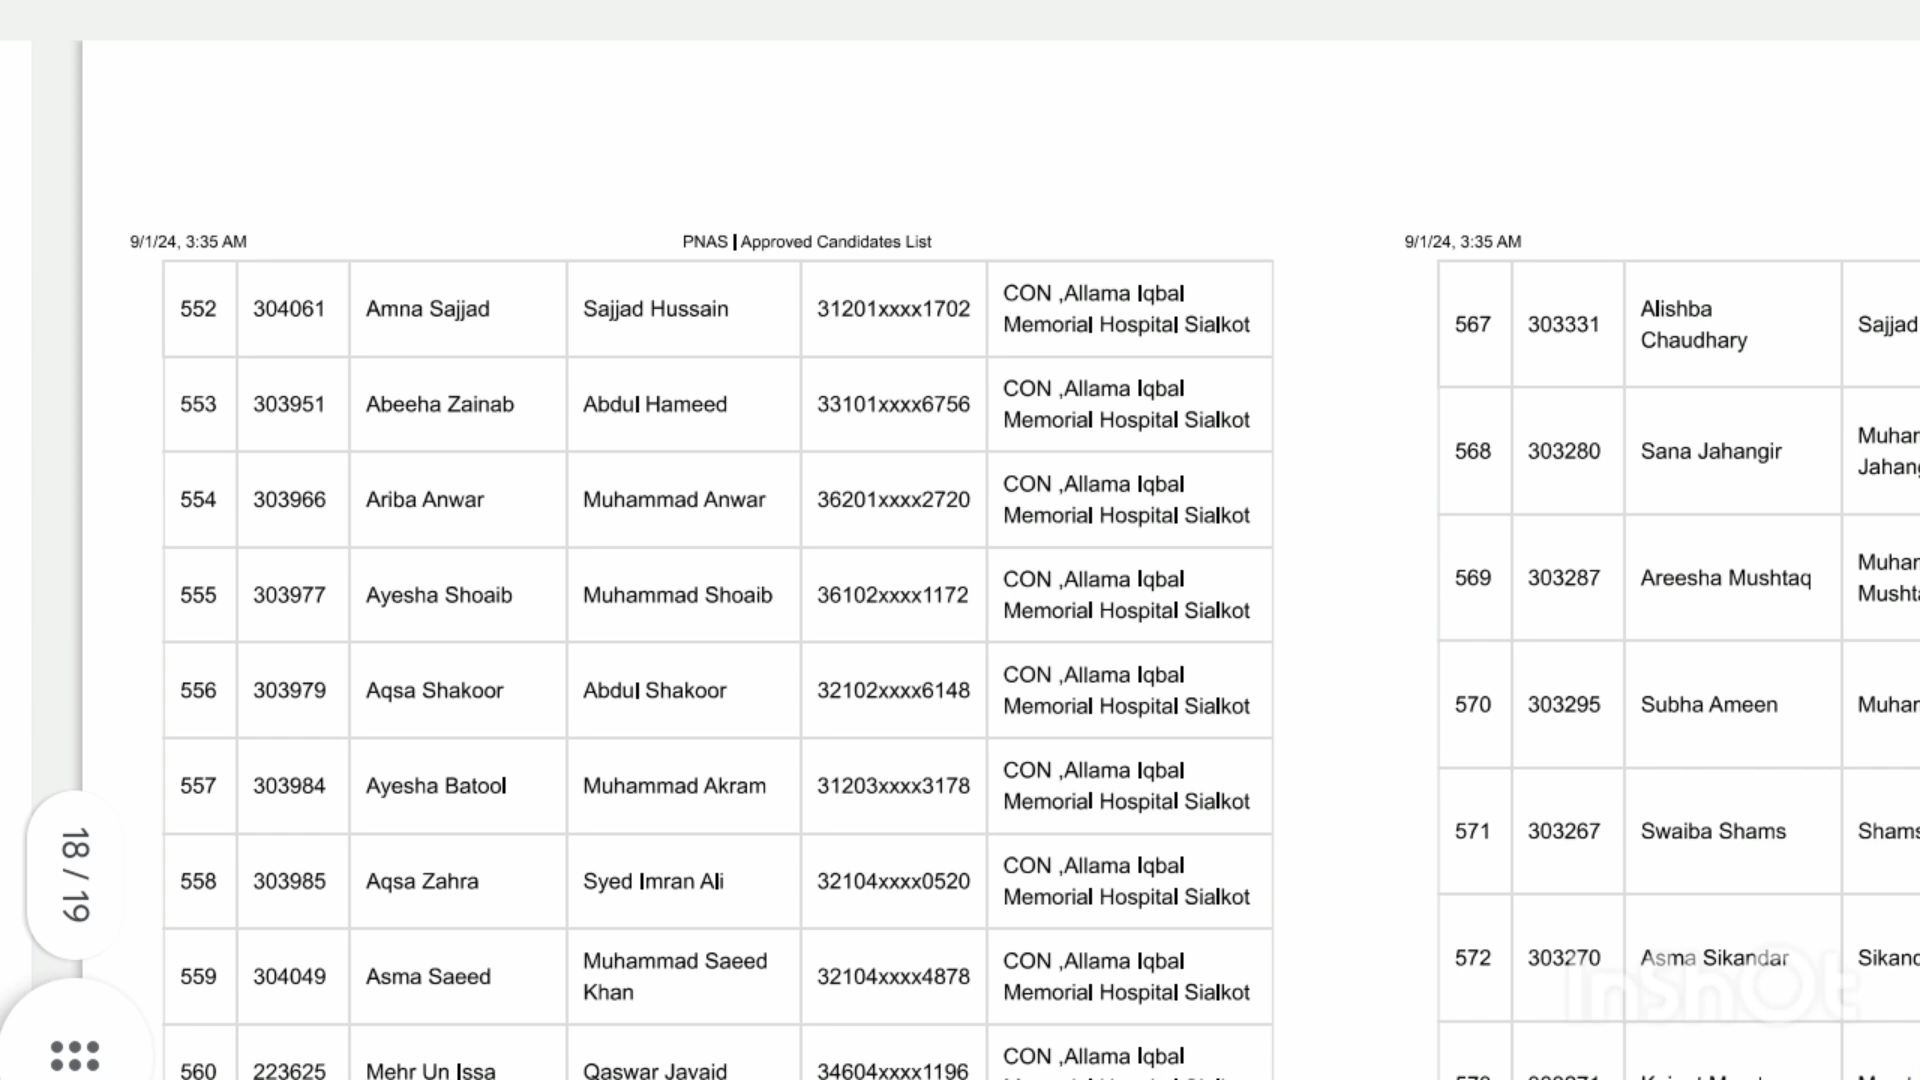 9/1/24, 3:35 AM
PNAS | Approved Candidates List
552 304061 Amna Sajjad Sajjad Hussain 31201xxxx1702 CON ,Allama Iqbal
Memorial Hospital Sialkot
553 303951 Abeeha Zainab Abdul Hameed 33101xxxx6756 CON ,Allama Iqbal
Memorial Hospital Sialkot
554 303966 Ariba Anwar Muhammad Anwar 36201xxxx2720 CON ,Allama Iqbal
Memorial Hospital Sialkot
555 303977 Ayesha Shoaib Muhammad Shoaib 36102xxxx1172 CON ,Allama Iqbal
Memorial Hospital Sialkot
556 303979 Aqsa Shakoor Abdul Shakoor 32102xxxx6148 CON ,Allama Iqbal
Memorial Hospital Sialkot
557 303984 Ayesha Batool Muhammad Akram 31203xxxx3178 CON ,Allama Iqbal
Memorial Hospital Sialkot
558 303985 Aqsa Zahra Syed Imran Ali 32104xxxx0520 CON ,Allama Iqbal
Memorial Hospital Sialkot
559 304049 Asma Saeed Muhammad Saeed
Khan 32104xxxx4878 CON ,Allama Iqbal
Memorial Hospital Sialkot
560 223625 Mehr Un Issa Qaswar Javaid 34604xxxx1196 CON ,Allama Iqbal
9/1/24, 3:35 AM
567 303331 Alishba
Chaudhary Sajjad
568 303280 Sana Jahangir
569 303287 Areesha Mushtaq
570 303295 Subha Ameen
571 303267 Swaiba Shams Shams
572 303270 Asma Sikandar
18 / 19
InshOt